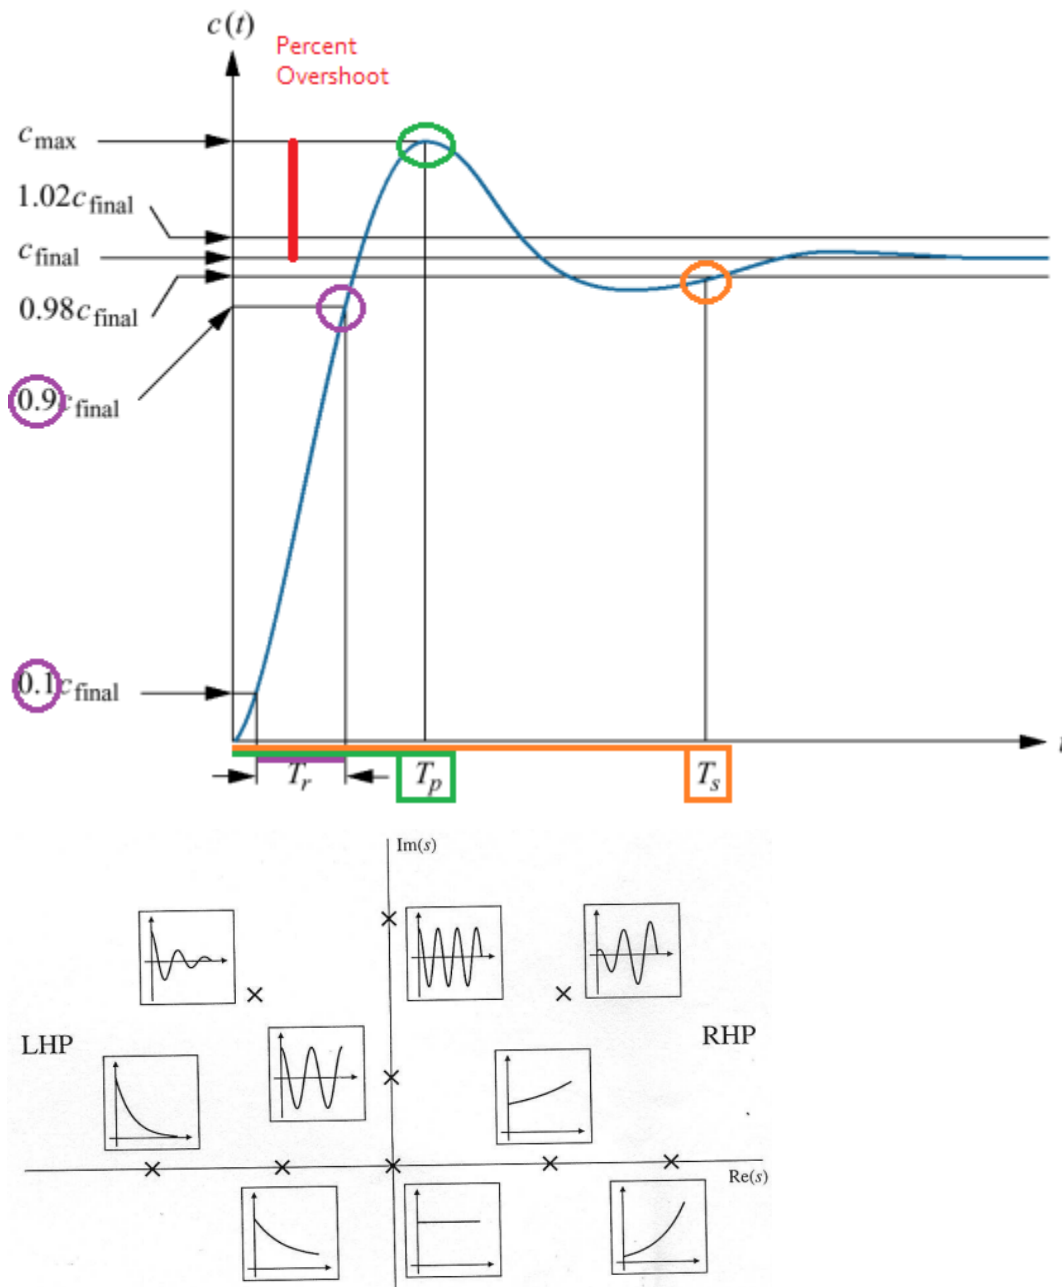 c(t)
Percent
Overshoot
c_max
1.02c_final
c_final
0.98c_final
0.9c_final
0.1c_final
T_r
T_p
T_s
t
Im(s)
LHP
RHP
Re(s)